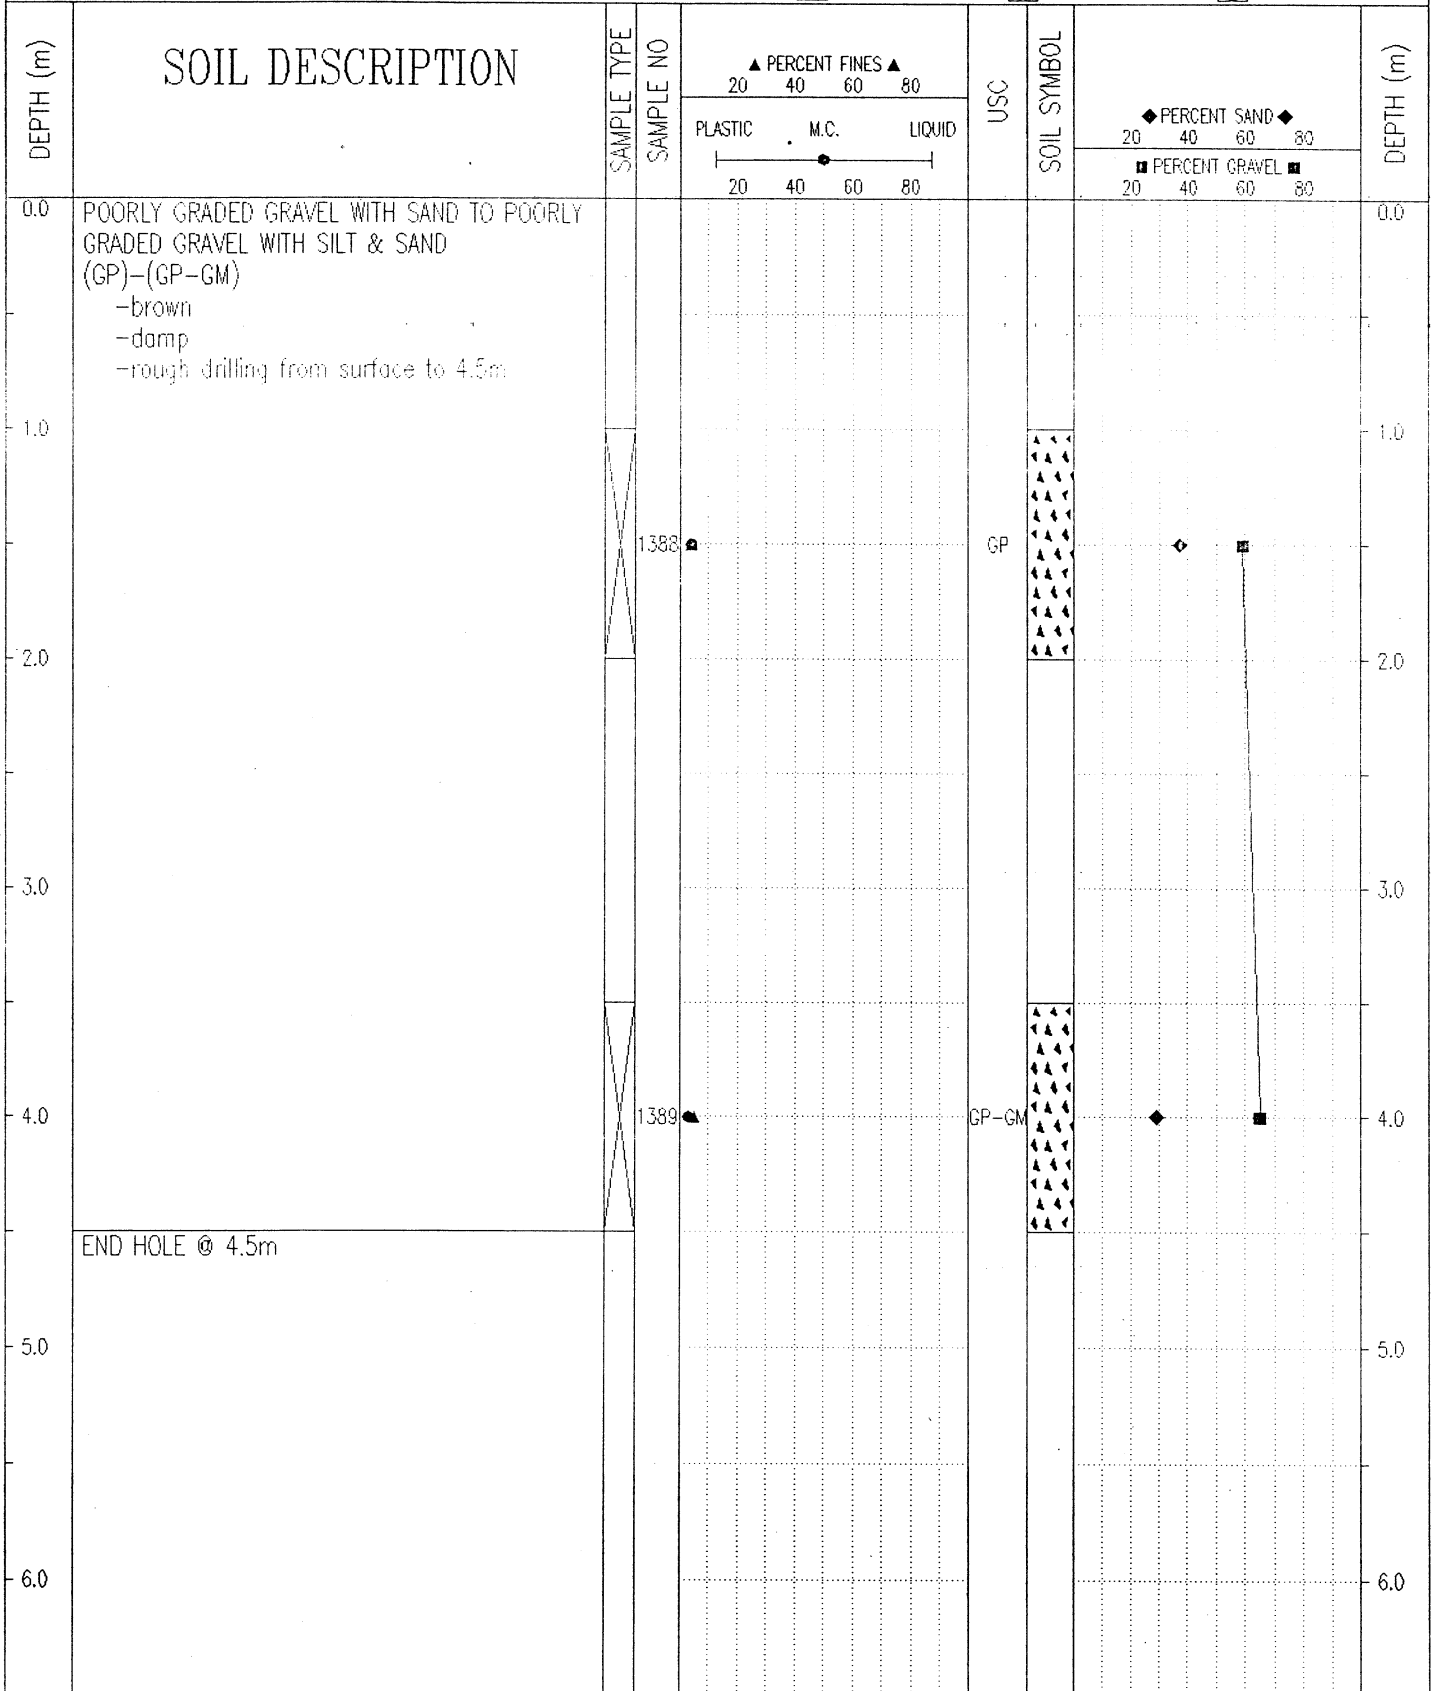 DEPTH (m)
SOIL DESCRIPTION
SAMPLE TYPE
SAMPLE NO
▲ PERCENT FINES ▲
20 40 60 80
PLASTIC M.C. LIQUID
20 40 60 80
USC
SOIL SYMBOL
◆ PERCENT SAND ◆
20 40 60 80
■ PERCENT GRAVEL ■
20 40 60 80
DEPTH (m)
0.0 POORLY GRADED GRAVEL WITH SAND TO POORLY 0.0
GRADED GRAVEL WITH SILT & SAND
(GP)-(GP-GM)
-brown
-damp
-rough drilling from surface to 4.5m
1.0 1.0
1388 GP
2.0 2.0
3.0 3.0
4.0 1389 GP-GM 4.0
END HOLE @ 4.5m
5.0 5.0
6.0 6.0